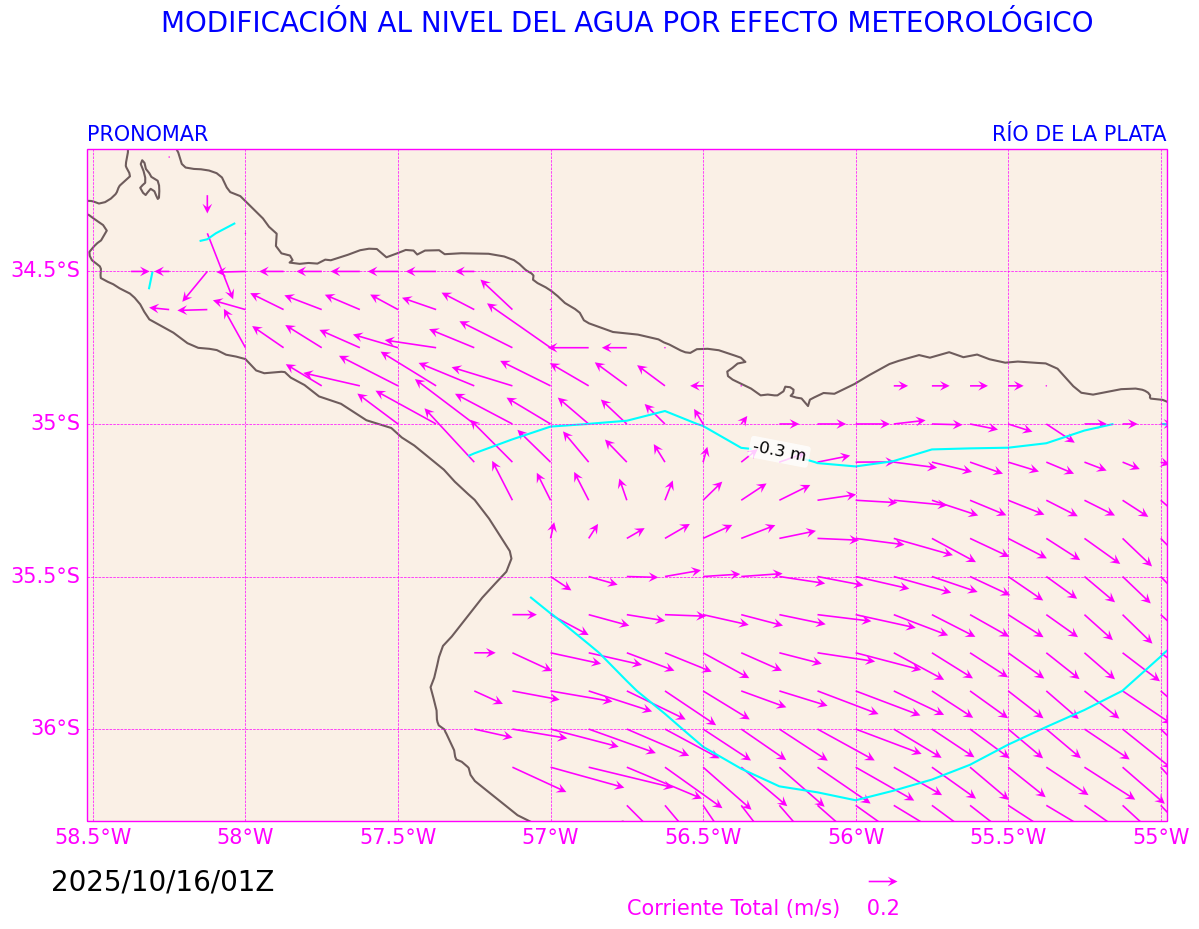 MODIFICACIÓN AL NIVEL DEL AGUA POR EFECTO METEOROLÓGICO
PRONOMAR
RÍO DE LA PLATA
34.5°S
35°S
-0.3 m
35.5°S
36°S
58.5°W 58°W 57.5°W 57°W 56.5°W 56°W 55.5°W 55°W
2025/10/16/01Z
Corriente Total (m/s) 0.2